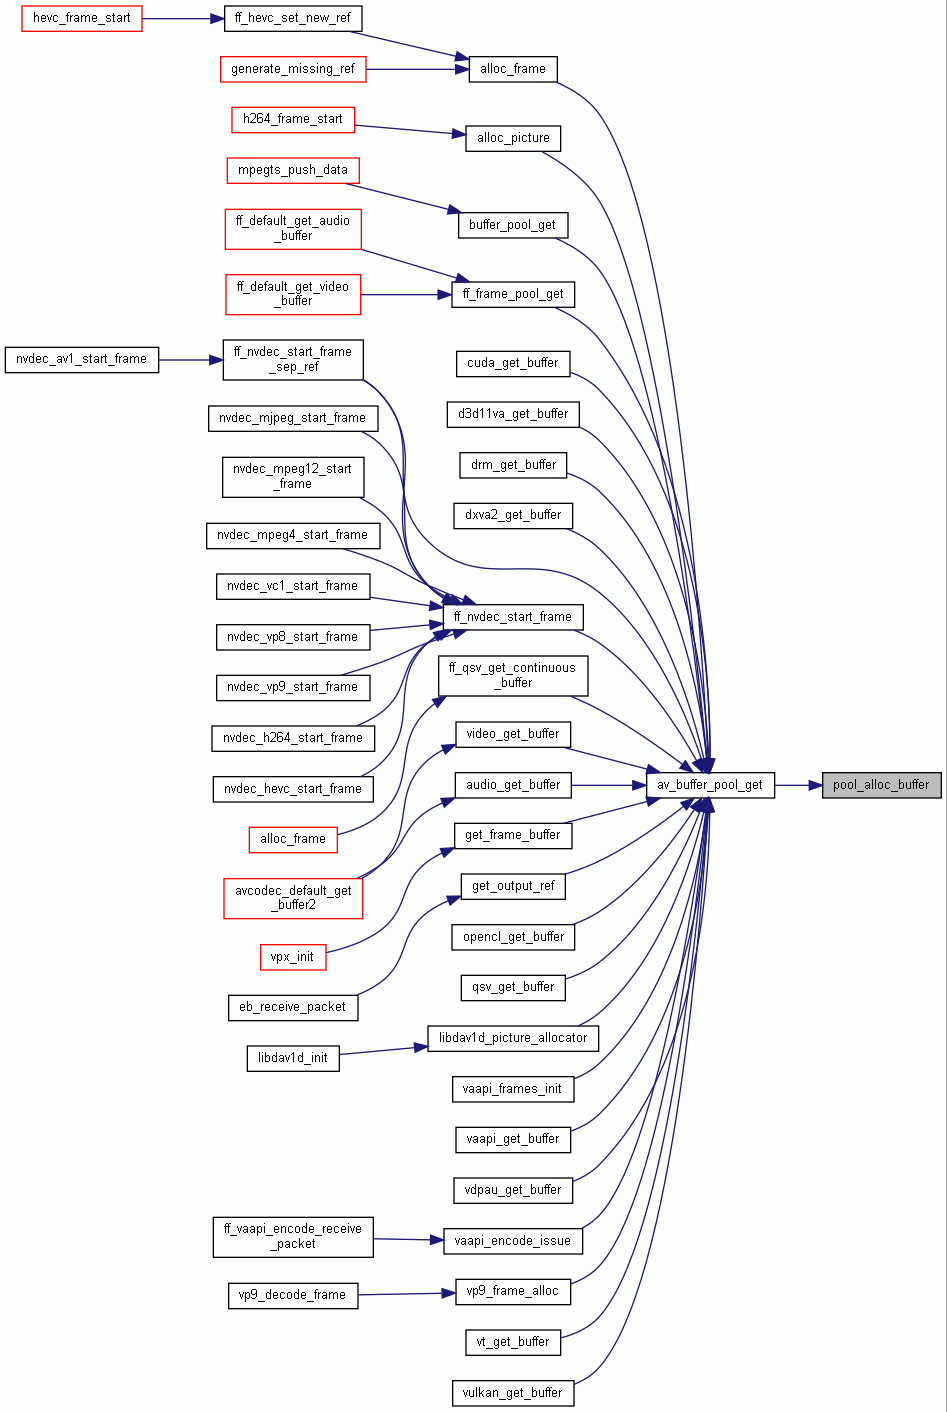 hevc_frame_start
ff_hevc_set_new_ref
generate_missing_ref
alloc_frame
h264_frame_start
alloc_picture
mpegts_push_data
buffer_pool_get
ff_default_get_audio
_buffer
ff_default_get_video
_buffer
ff_frame_pool_get
nvdec_av1_start_frame
ff_nvdec_start_frame
_sep_ref
cuda_get_buffer
nvdec_mjpeg_start_frame
d3d11va_get_buffer
nvdec_mpeg12_start
_frame
drm_get_buffer
nvdec_mpeg4_start_frame
dxva2_get_buffer
nvdec_vc1_start_frame
ff_nvdec_start_frame
nvdec_vp8_start_frame
nvdec_vp9_start_frame
ff_qsv_get_continuous
_buffer
nvdec_h264_start_frame
video_get_buffer
nvdec_hevc_start_frame
audio_get_buffer
av_buffer_pool_get
pool_alloc_buffer
alloc_frame
get_frame_buffer
avcodec_default_get
_buffer2
get_output_ref
vpx_init
opencl_get_buffer
eb_receive_packet
qsv_get_buffer
libdav1d_init
libdav1d_picture_allocator
vaapi_frames_init
vaapi_get_buffer
vdpau_get_buffer
ff_vaapi_encode_receive
_packet
vaapi_encode_issue
vp9_decode_frame
vp9_frame_alloc
vt_get_buffer
vulkan_get_buffer